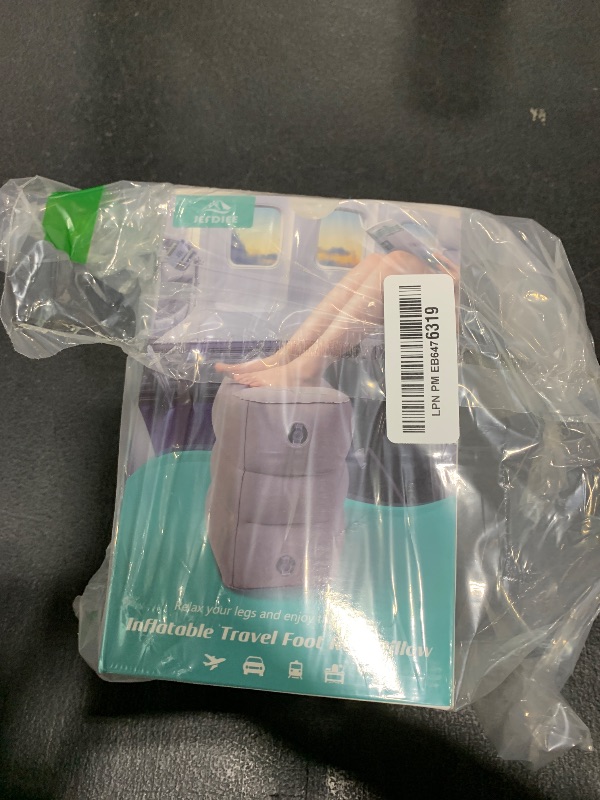 JEFDIEE
LPN PM EB6476319
Relax your legs and enjoy
Inflatable Travel Foot